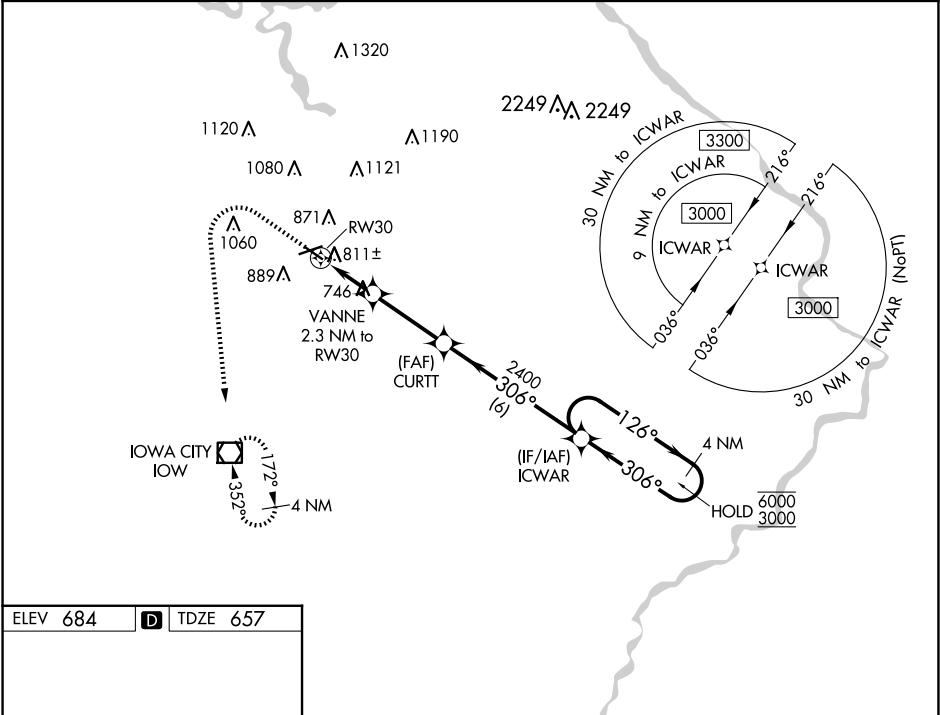 1320
2249
2249
1120
1190
1080
1121
30 NM to ICWAR
3300
9 NM to ICWAR
3000
216°
216°
ICWAR
ICWAR
3000
036°
036°
30 NM to ICWAR (NoPT)
871
RW30
1060
811±
889
746
VANNE
2.3 NM to
RW30
(FAF)
CURTT
2400
306°
(6)
126°
4 NM
(IF/IAF)
ICWAR
306°
HOLD
6000
3000
IOWA CITY
IOW
172°
352°
4 NM
ELEV 684
D
TDZE 657